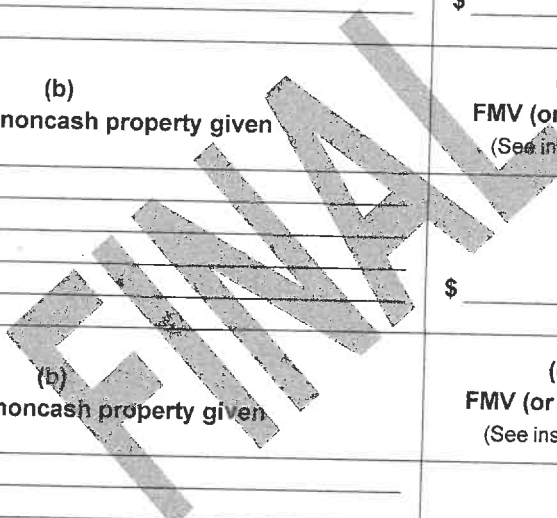 $
(b)
noncash property given
FMV (or
(See in
FINAL
$
(b)
noncash property given
FMV (or
(See ins